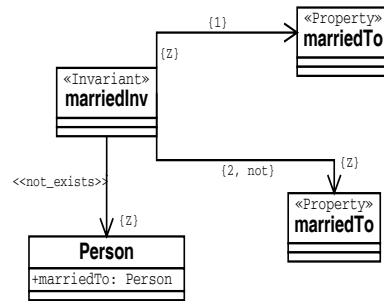 «Property»
marriedTo
{1}
{Z}
«Invariant»
marriedInv
{2, not}
{Z}
<<not_exists>>
{Z}
«Property»
marriedTo
Person
+marriedTo: Person